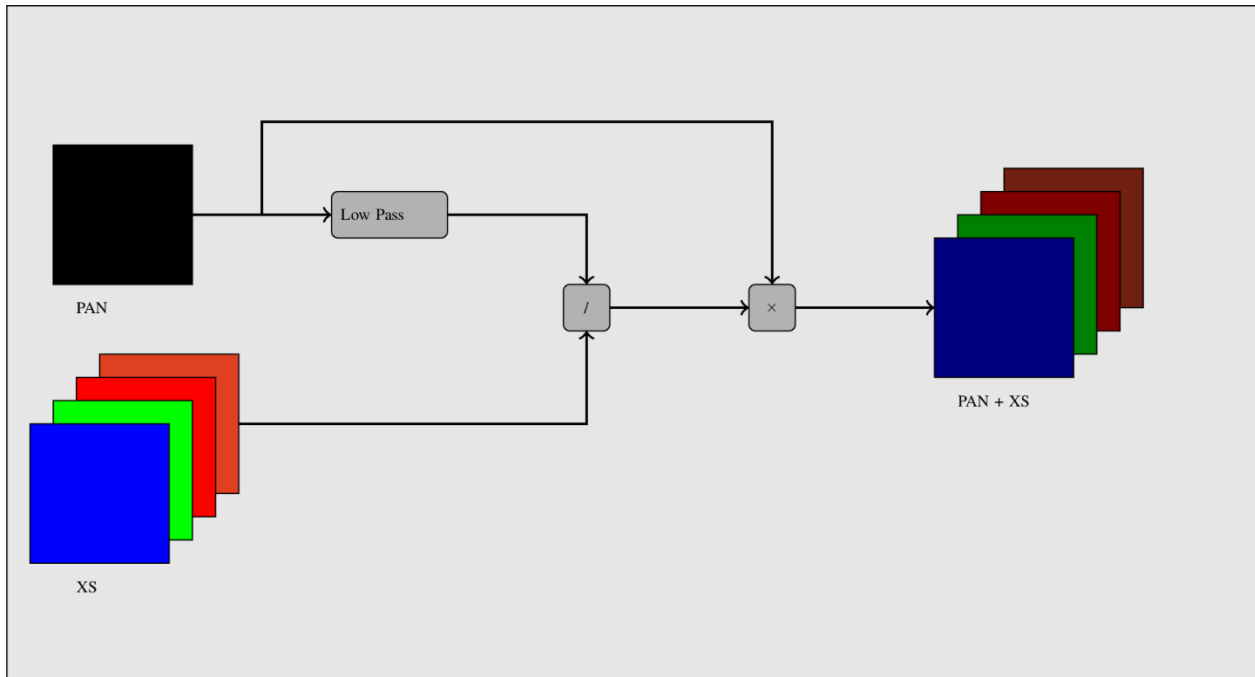 Low Pass
PAN
/
×
PAN + XS
XS